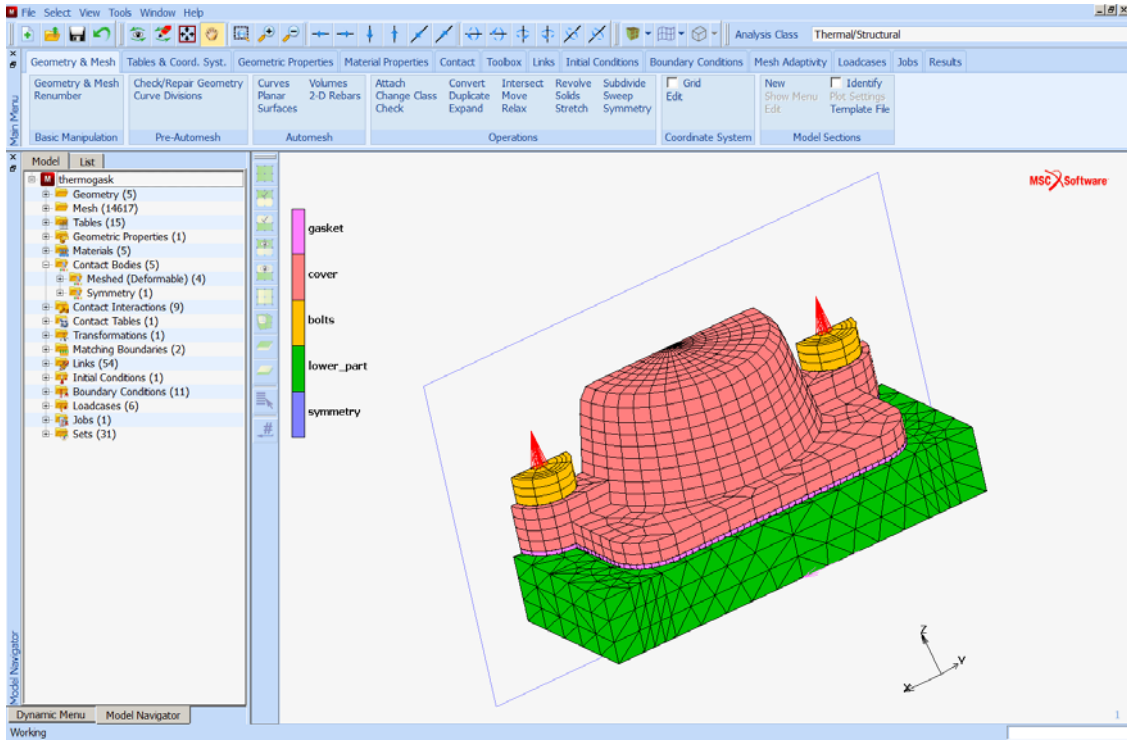 File Select View Tools Window Help
Analysis Class Thermal/Structural
Geometry & Mesh Tables & Coord. Syst. Geometric Properties Material Properties Contact Toolbox Links Initial Conditions Boundary Conditions Mesh Adaptivity Loadcases Jobs Results
Geometry & Mesh Check/Repair Geometry Curves Volumes Attach Convert Intersect Revolve Subdivide Grid New Identify
Renumber Curve Divisions Planar 2-D Rebars Change Class Duplicate Move Solids Sweep Edit Show Menu Plot Settings
Surfaces Check Expand Relax Stretch Symmetry Edit Template File
Basic Manipulation Pre-Automesh Automesh Operations Coordinate System Model Sections
Main Menu
Model List
thermogask
Geometry (5)
Mesh (14617)
Tables (15)
Geometric Properties (1)
Materials (5)
Contact Bodies (5)
Meshed (Deformable) (4)
Symmetry (1)
Contact Interactions (9)
Contact Tables (1)
Transformations (1)
Matching Boundaries (2)
Links (54)
Initial Conditions (1)
Boundary Conditions (11)
Loadcases (6)
Jobs (1)
Sets (31)
Model Navigator
gasket
cover
bolts
lower_part
symmetry
MSC Software
Z
Y
X
1
Dynamic Menu Model Navigator
Working